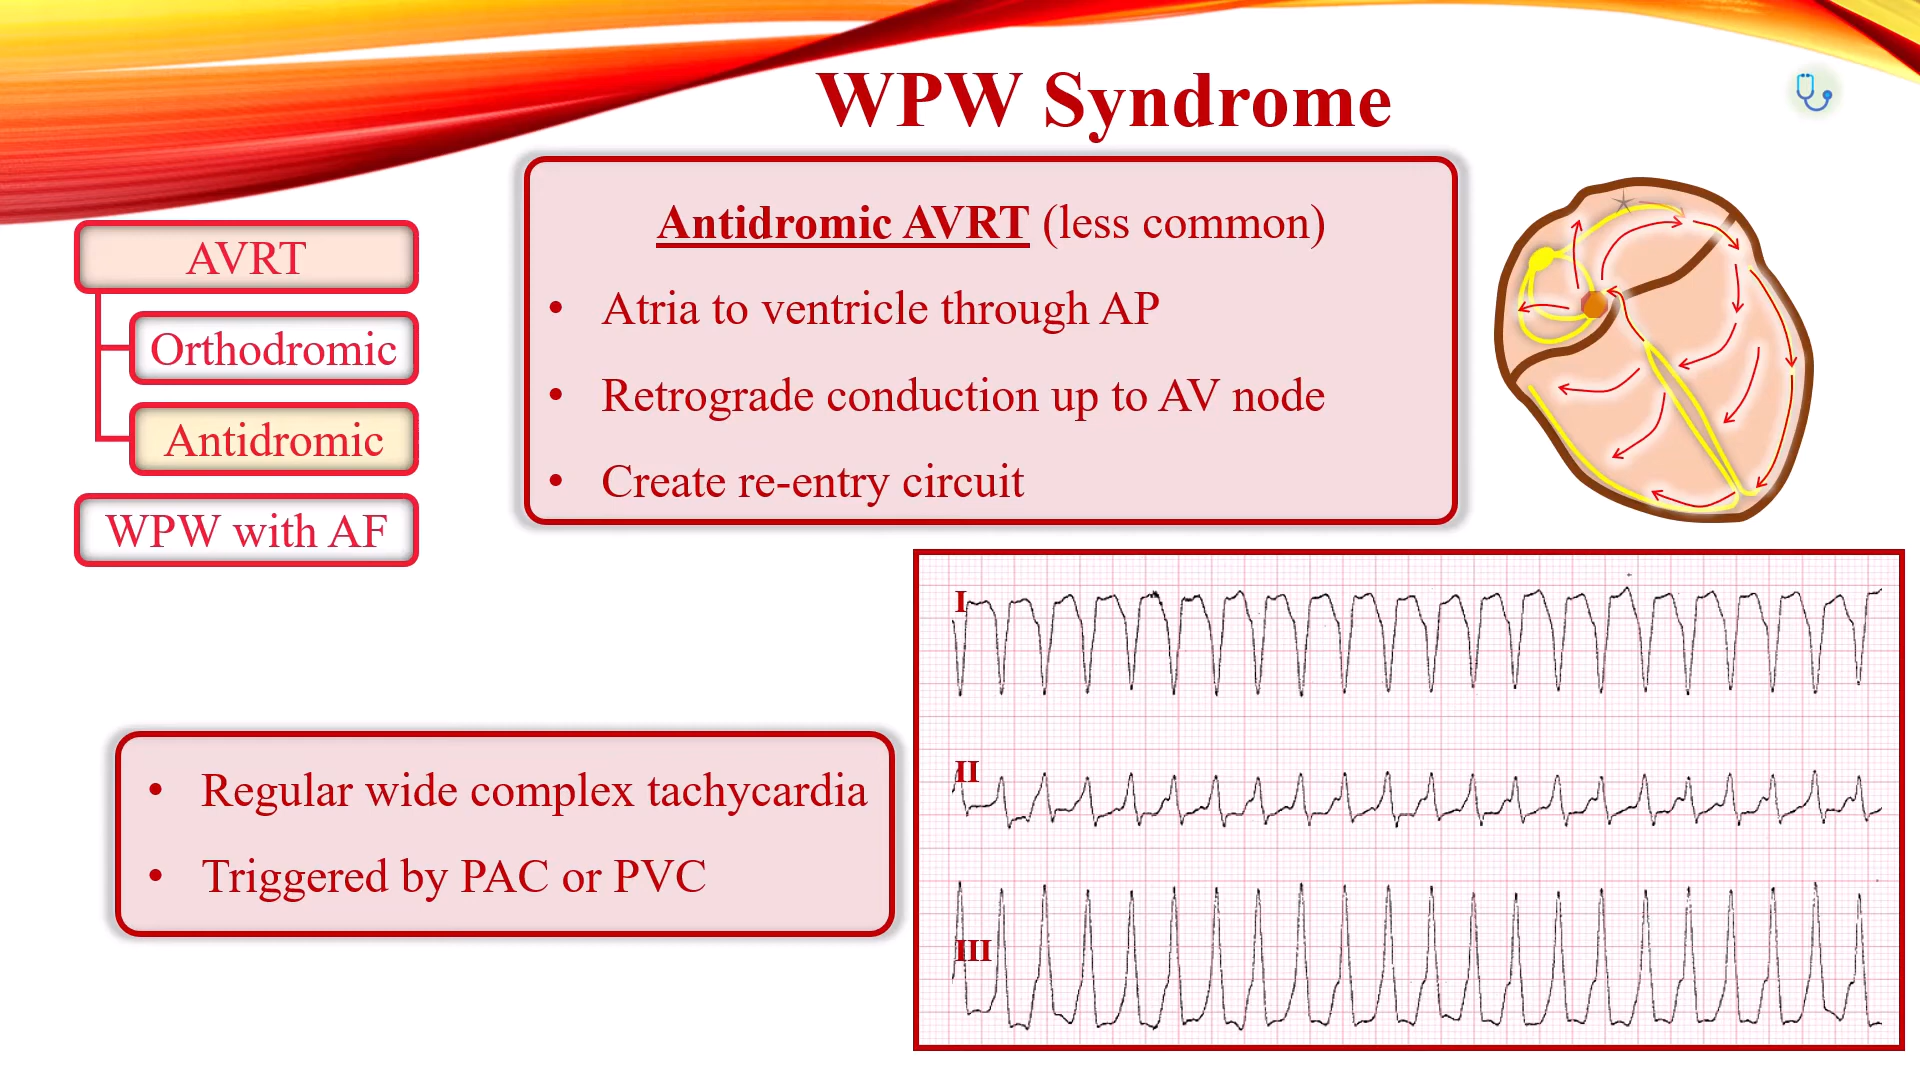 WPW Syndrome
AVRT
Orthodromic
Antidromic
WPW with AF
Antidromic AVRT (less common)
• Atria to ventricle through AP
• Retrograde conduction up to AV node
• Create re-entry circuit
• Regular wide complex tachycardia
• Triggered by PAC or PVC
I
II
III